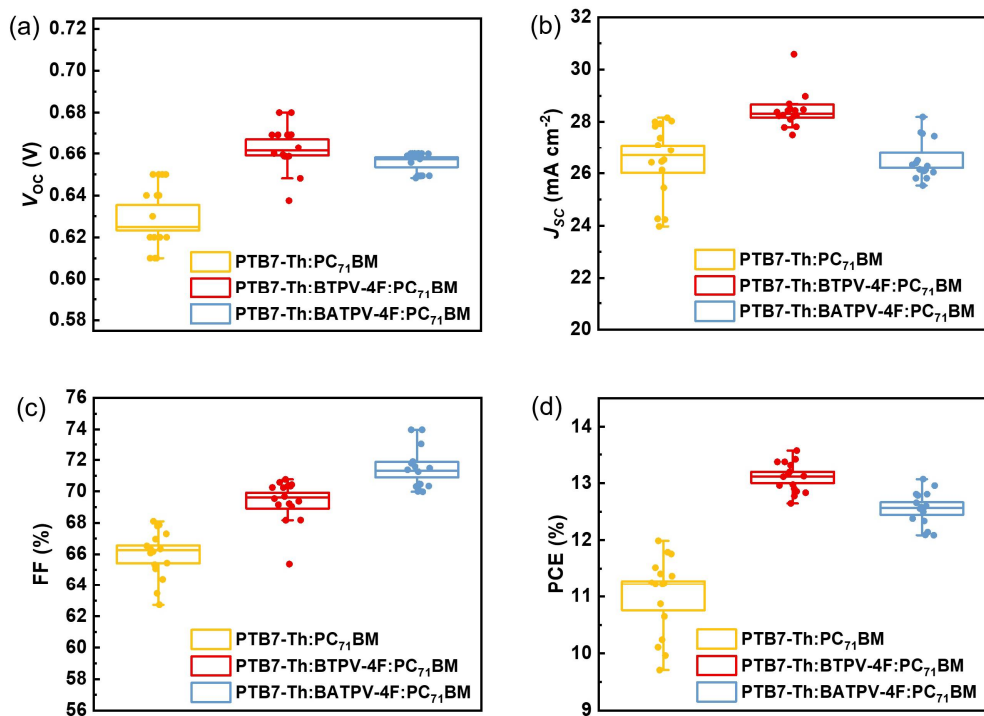 (a)
V_OC (V)
0.72
0.70
0.68
0.66
0.64
0.62
0.60
0.58
PTB7-Th:PC₇₁BM
PTB7-Th:BTPV-4F:PC₇₁BM
PTB7-Th:BATPV-4F:PC₇₁BM
(b)
J_SC (mA cm⁻²)
32
30
28
26
24
22
20
PTB7-Th:PC₇₁BM
PTB7-Th:BTPV-4F:PC₇₁BM
PTB7-Th:BATPV-4F:PC₇₁BM
(c)
FF (%)
76
74
72
70
68
66
64
62
60
58
56
PTB7-Th:PC₇₁BM
PTB7-Th:BTPV-4F:PC₇₁BM
PTB7-Th:BATPV-4F:PC₇₁BM
(d)
PCE (%)
14
13
12
11
10
9
PTB7-Th:PC₇₁BM
PTB7-Th:BTPV-4F:PC₇₁BM
PTB7-Th:BATPV-4F:PC₇₁BM